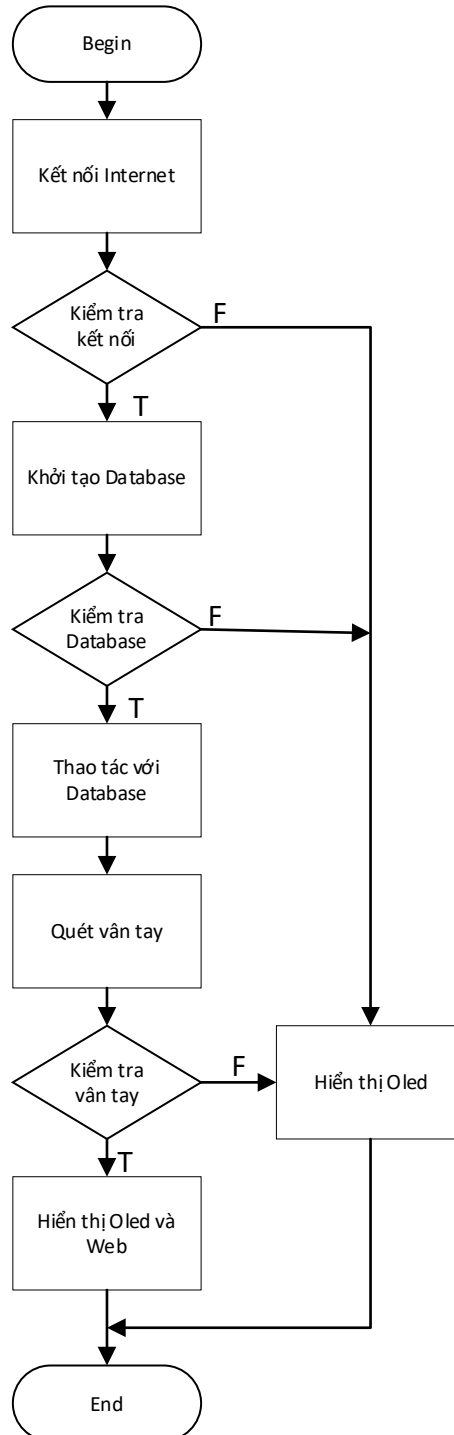 Begin
Kết nối Internet
Kiểm tra
kết nối
F
T
Khởi tạo Database
Kiểm tra
Database
F
T
Thao tác với
Database
Quét vân tay
Kiểm tra
vân tay
F
Hiển thị Oled
T
Hiển thị Oled và
Web
End